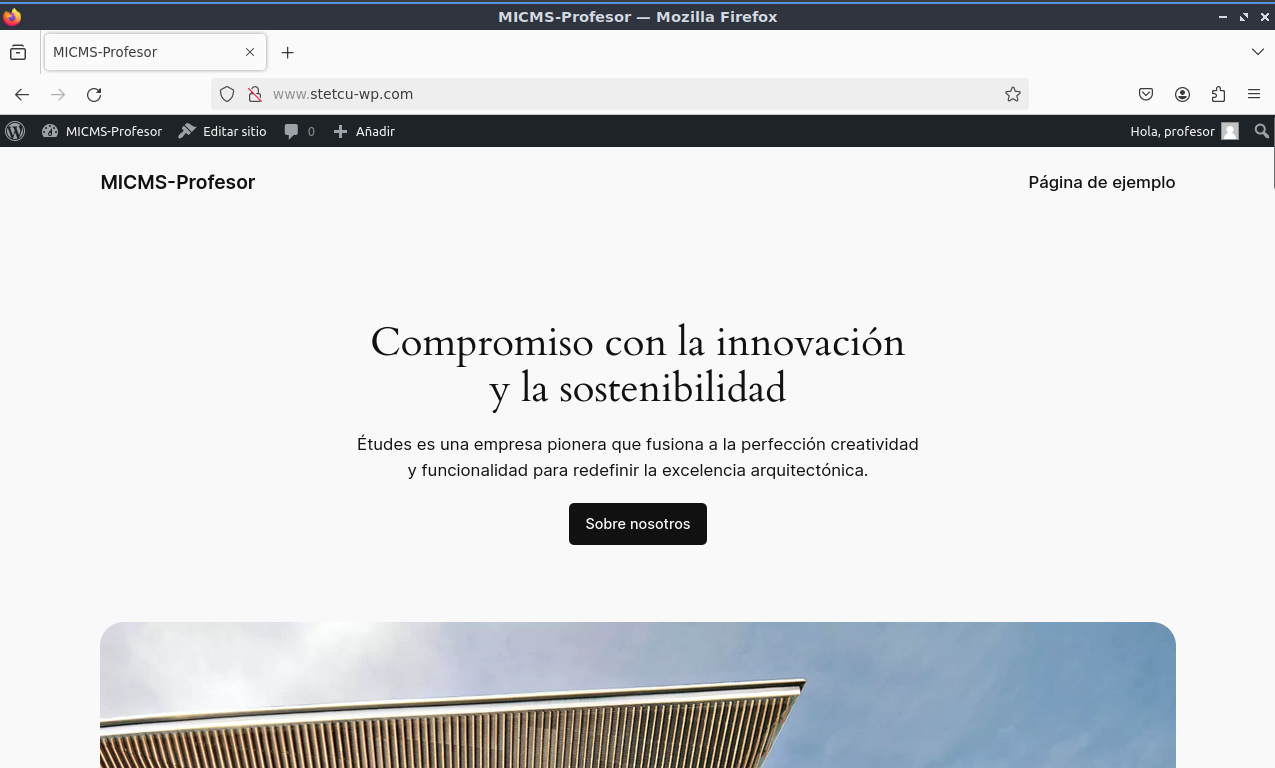 MICMS-Profesor — Mozilla Firefox
MICMS-Profesor
www.stetcu-wp.com
MICMS-Profesor Editar sitio 0 Añadir Hola, profesor
MICMS-Profesor Página de ejemplo
Compromiso con la innovación
y la sostenibilidad
Études es una empresa pionera que fusiona a la perfección creatividad
y funcionalidad para redefinir la excelencia arquitectónica.
Sobre nosotros